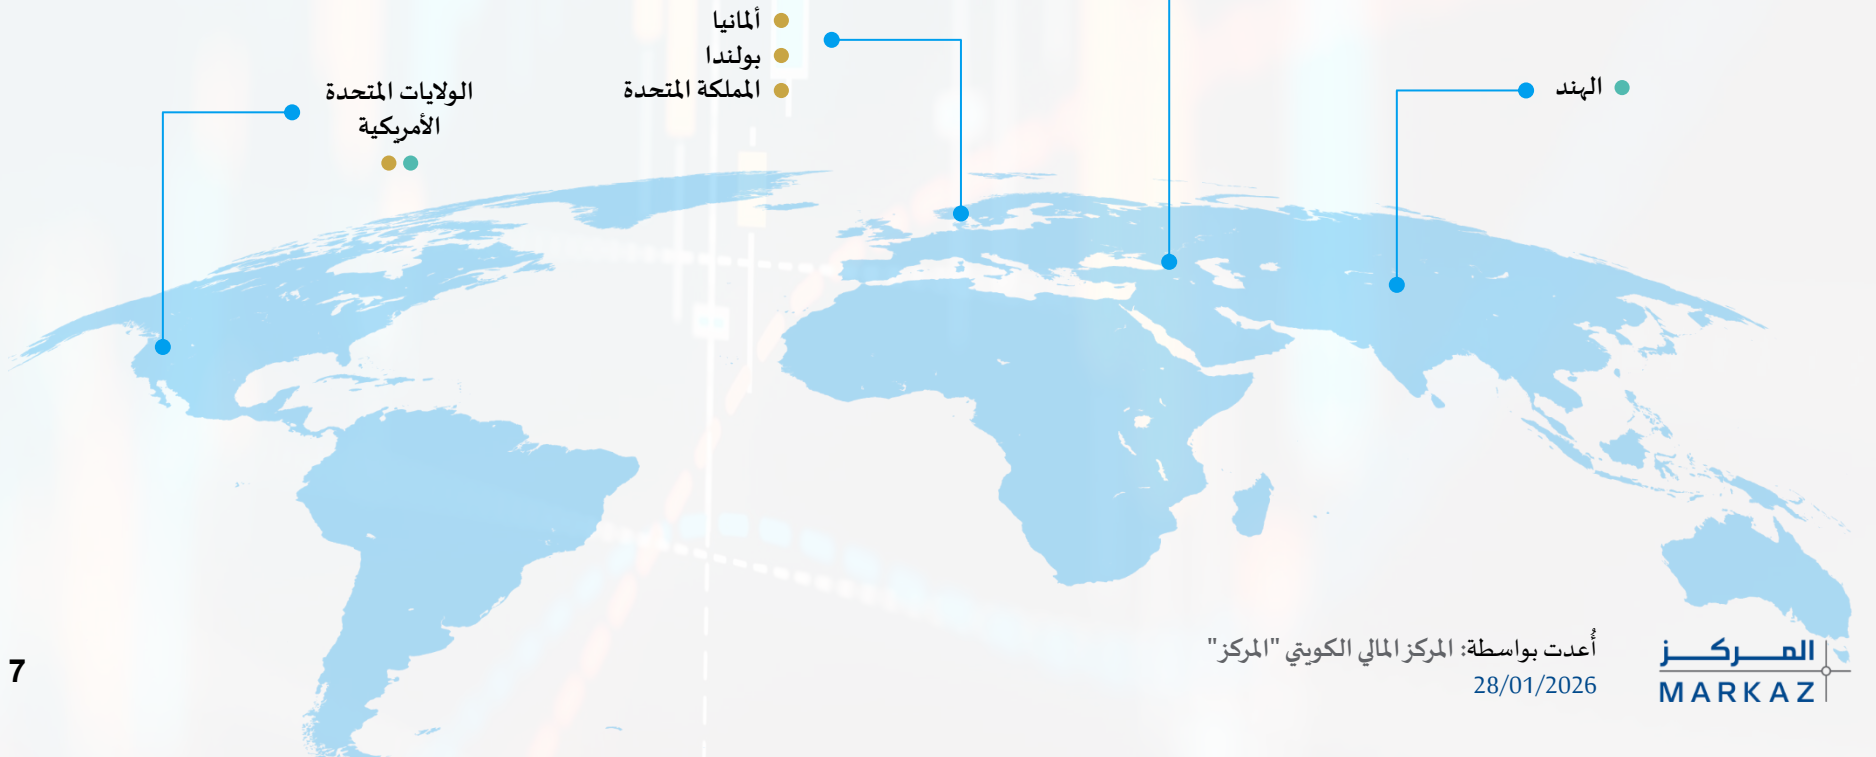 ألمانيا
بولندا
المملكة المتحدة
الهند
الولايات المتحدة
الأمريكية
أُعدت بواسطة: المركز المالي الكويتي "المركز"
28/01/2026
المركز
MARKAZ
7